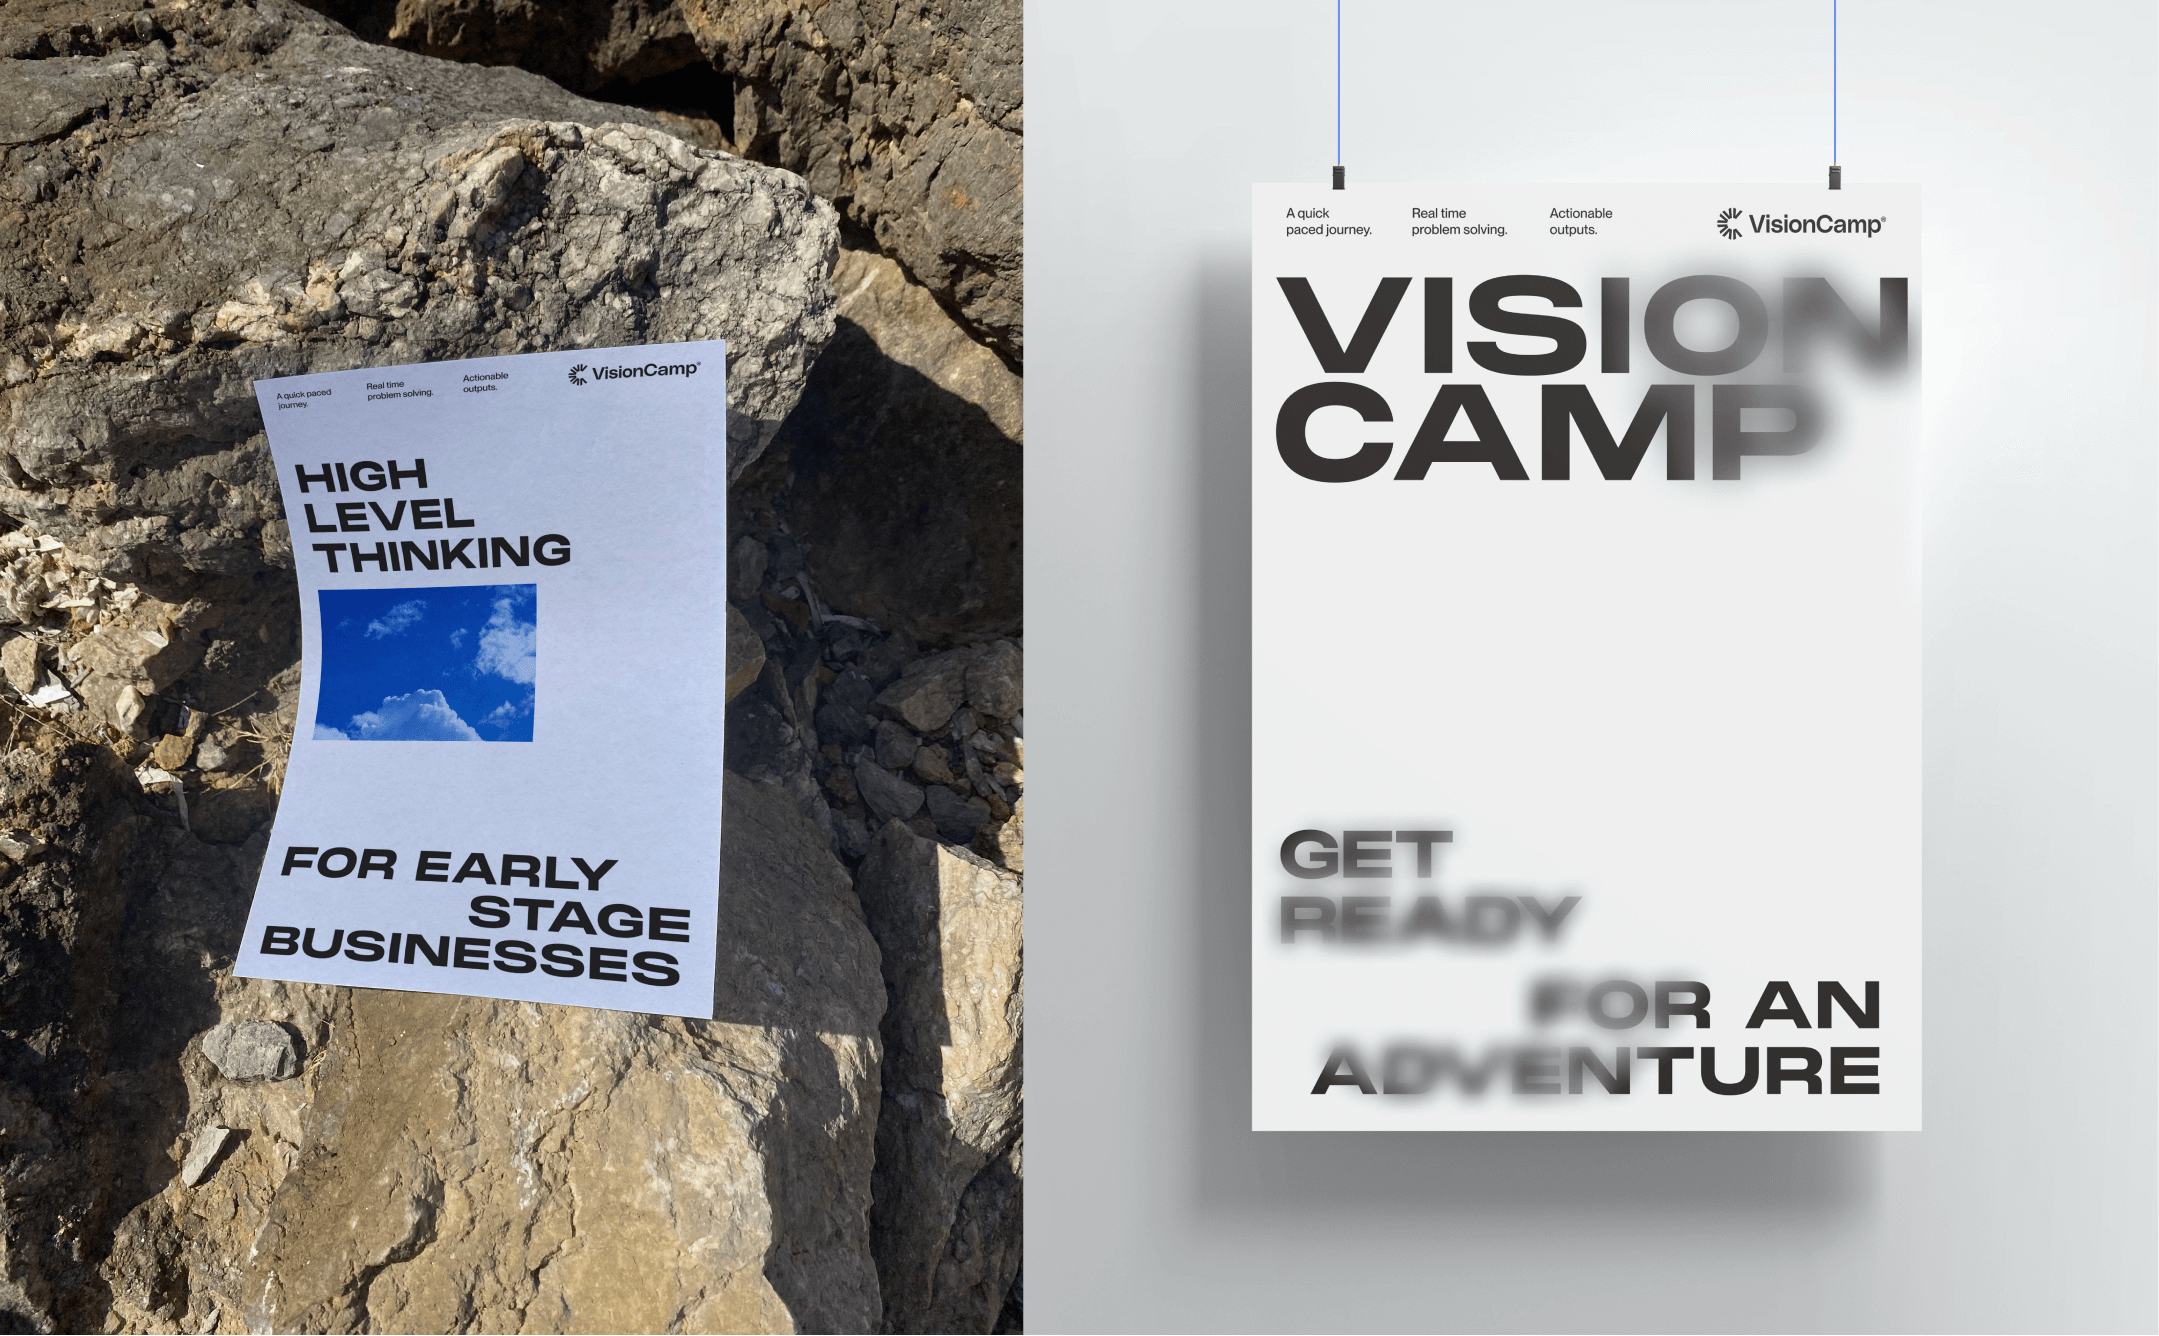 A quick paced
journey.
Real time
problem solving.
Actionable
outputs.
VisionCamp®
HIGH
LEVEL
THINKING
FOR EARLY
STAGE
BUSINESSES
A quick
paced journey.
Real time
problem solving.
Actionable
outputs.
VisionCamp®
VISION
CAMP
GET
READY
FOR AN
ADVENTURE